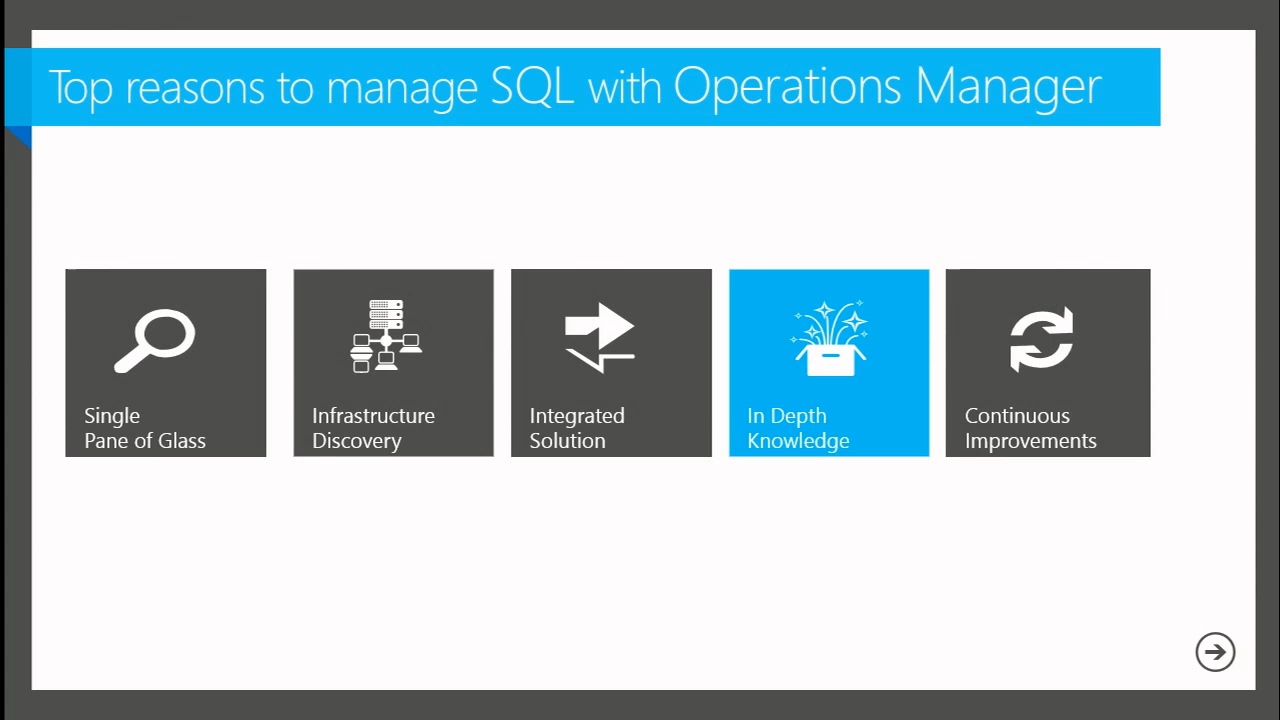 Top reasons to manage SQL with Operations Manager
Single
Pane of Glass
Infrastructure
Discovery
Integrated
Solution
In Depth
Knowledge
Continuous
Improvements